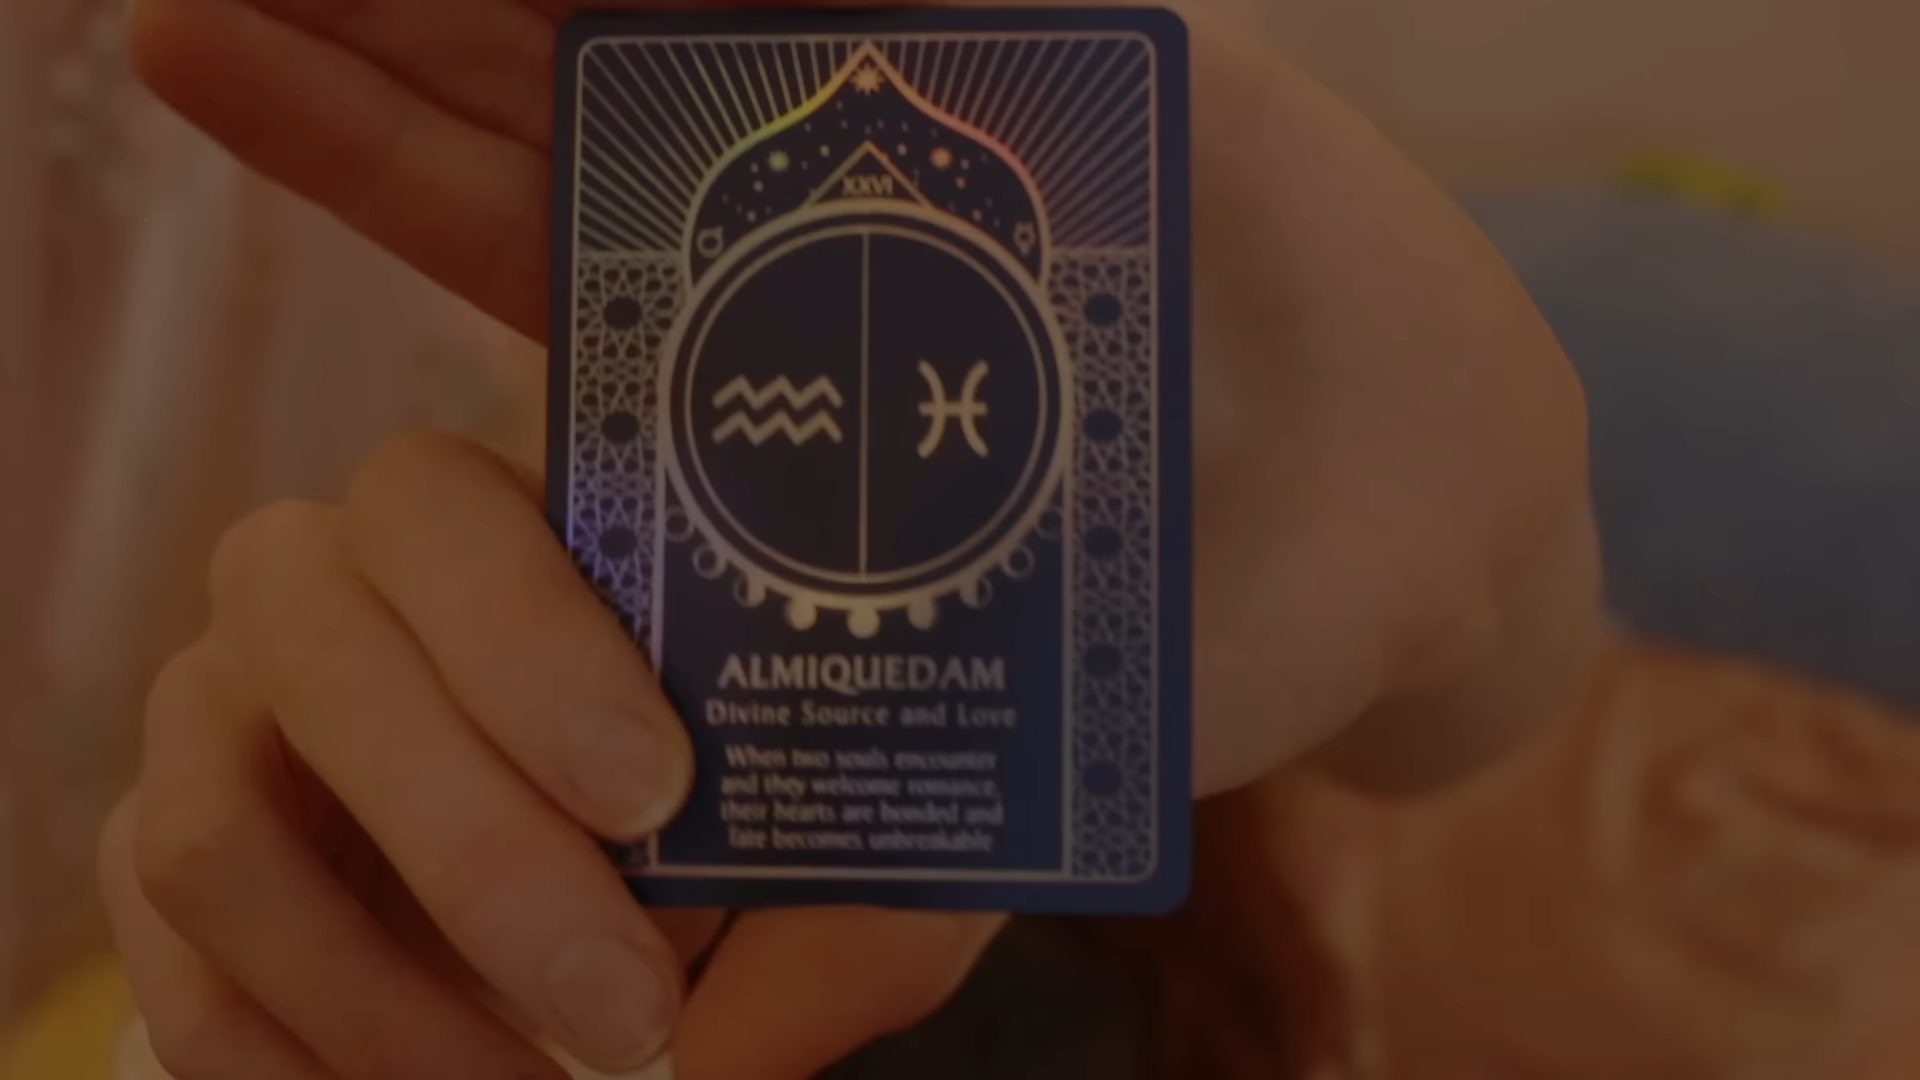 XXVI
ALMIQUEDAM
Divine Source and Love
When two souls encounter
and they welcome romance,
their hearts are bonded and
fate becomes unbreakable